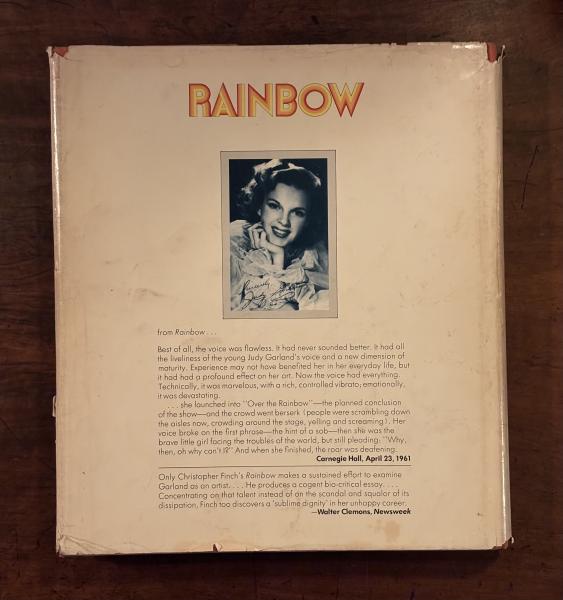 RAINBOW
Sincerely
Judy
from Rainbow . . .
Best of all, the voice was flawless. It had never sounded better. It had all
the liveliness of the young Judy Garland's voice and a new dimension of
maturity. Experience may not have benefited her in her everyday life, but
it had had a profound effect on her art. Now the voice had everything.
Technically, it was marvelous, with a rich, controlled vibrato; emotionally,
it was devastating.
. . . she launched into "Over the Rainbow"—the planned conclusion
of the show—and the crowd went berserk (people were scrambling down
the aisles now, crowding around the stage, yelling and screaming). Her
voice broke on the first phrase—the hint of a sob—then she was the
brave little girl facing the troubles of the world, but still pleading: "Why,
then, oh why can't I?" And when she finished, the roar was deafening.
Carnegie Hall, April 23, 1961
Only Christopher Finch's Rainbow makes a sustained effort to examine
Garland as an artist. . . . He produces a cogent bio-critical essay. . . .
Concentrating on that talent instead of on the scandal and squalor of its
dissipation, Finch too discovers a 'sublime dignity' in her unhappy career.
—Walter Clemons, Newsweek